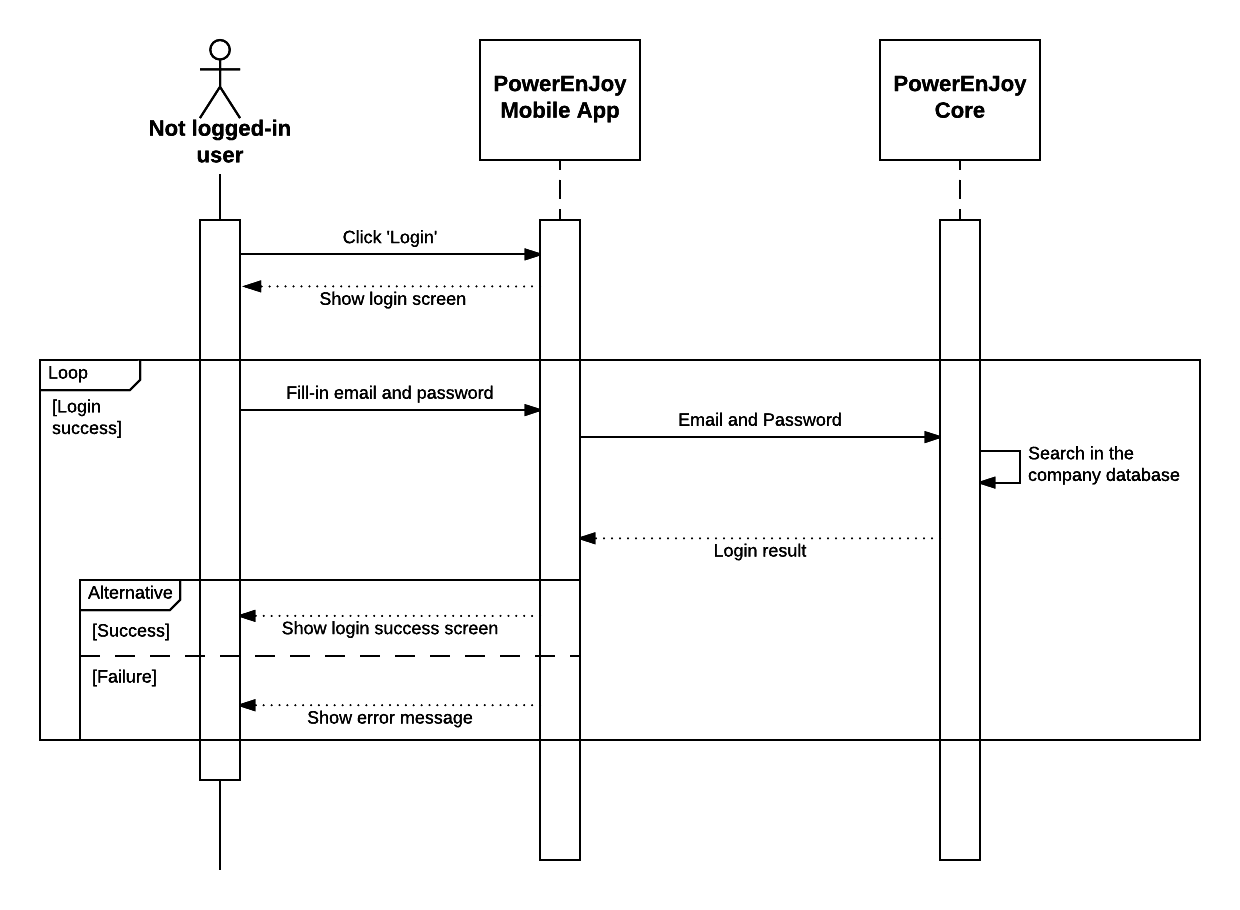 Not logged-in
user
PowerEnJoy
Mobile App
PowerEnJoy
Core
Click 'Login'
Show login screen
Loop
[Login
success]
Fill-in email and password
Email and Password
Search in the
company database
Login result
Alternative
[Success]
Show login success screen
[Failure]
Show error message